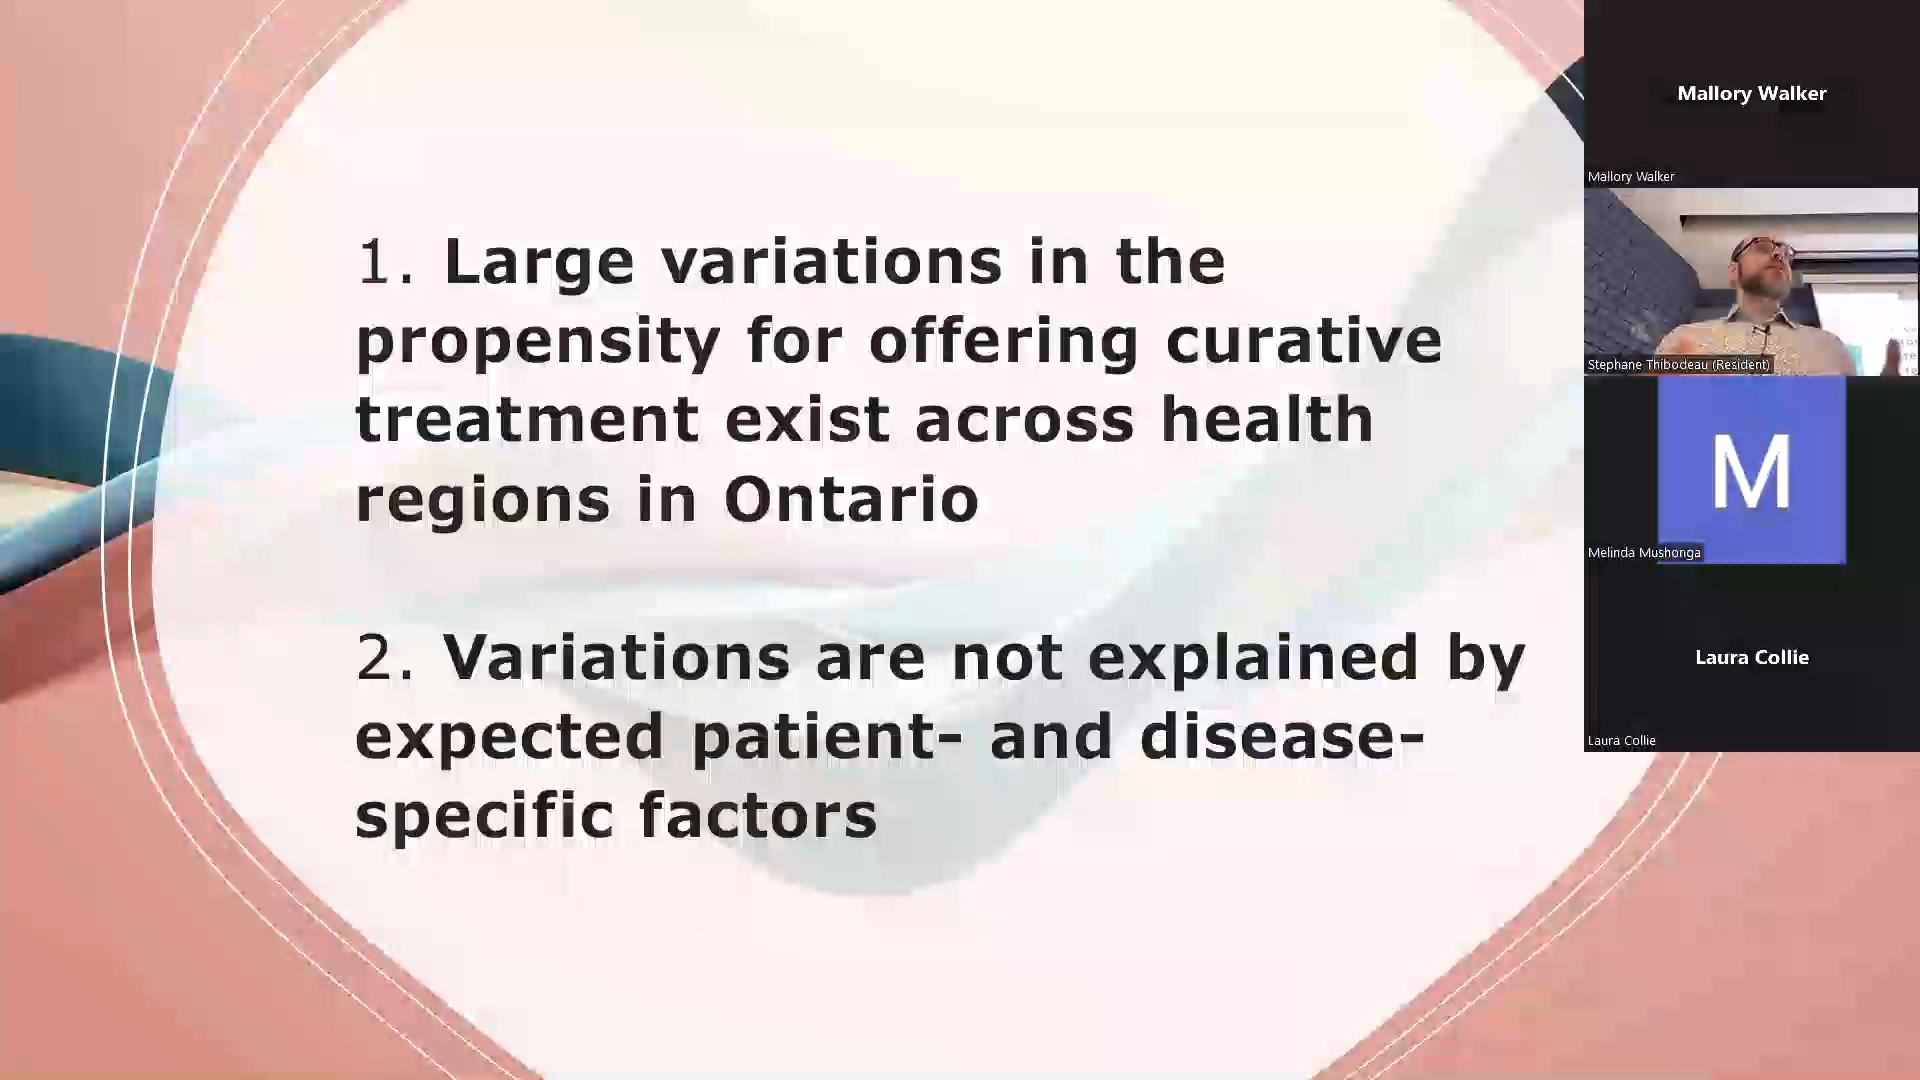 1. Large variations in the
propensity for offering curative
treatment exist across health
regions in Ontario
2. Variations are not explained by
expected patient- and disease-
specific factors
Mallory Walker
Mallory Walker
Stephane Thibodeau (Resident)
M
Melinda Mushonga
Laura Collie
Laura Collie